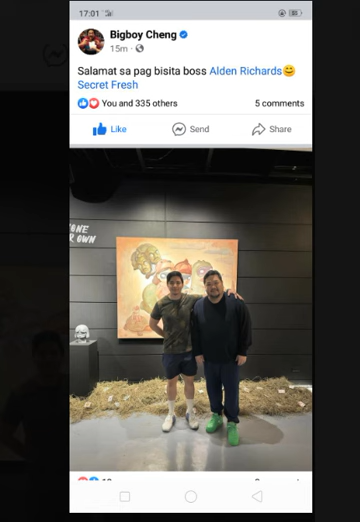 17:01
Bigboy Cheng
15m
Salamat sa pag bisita boss Alden Richards😊
Secret Fresh
You and 335 others 5 comments
Like Send Share
ONE
R OWN